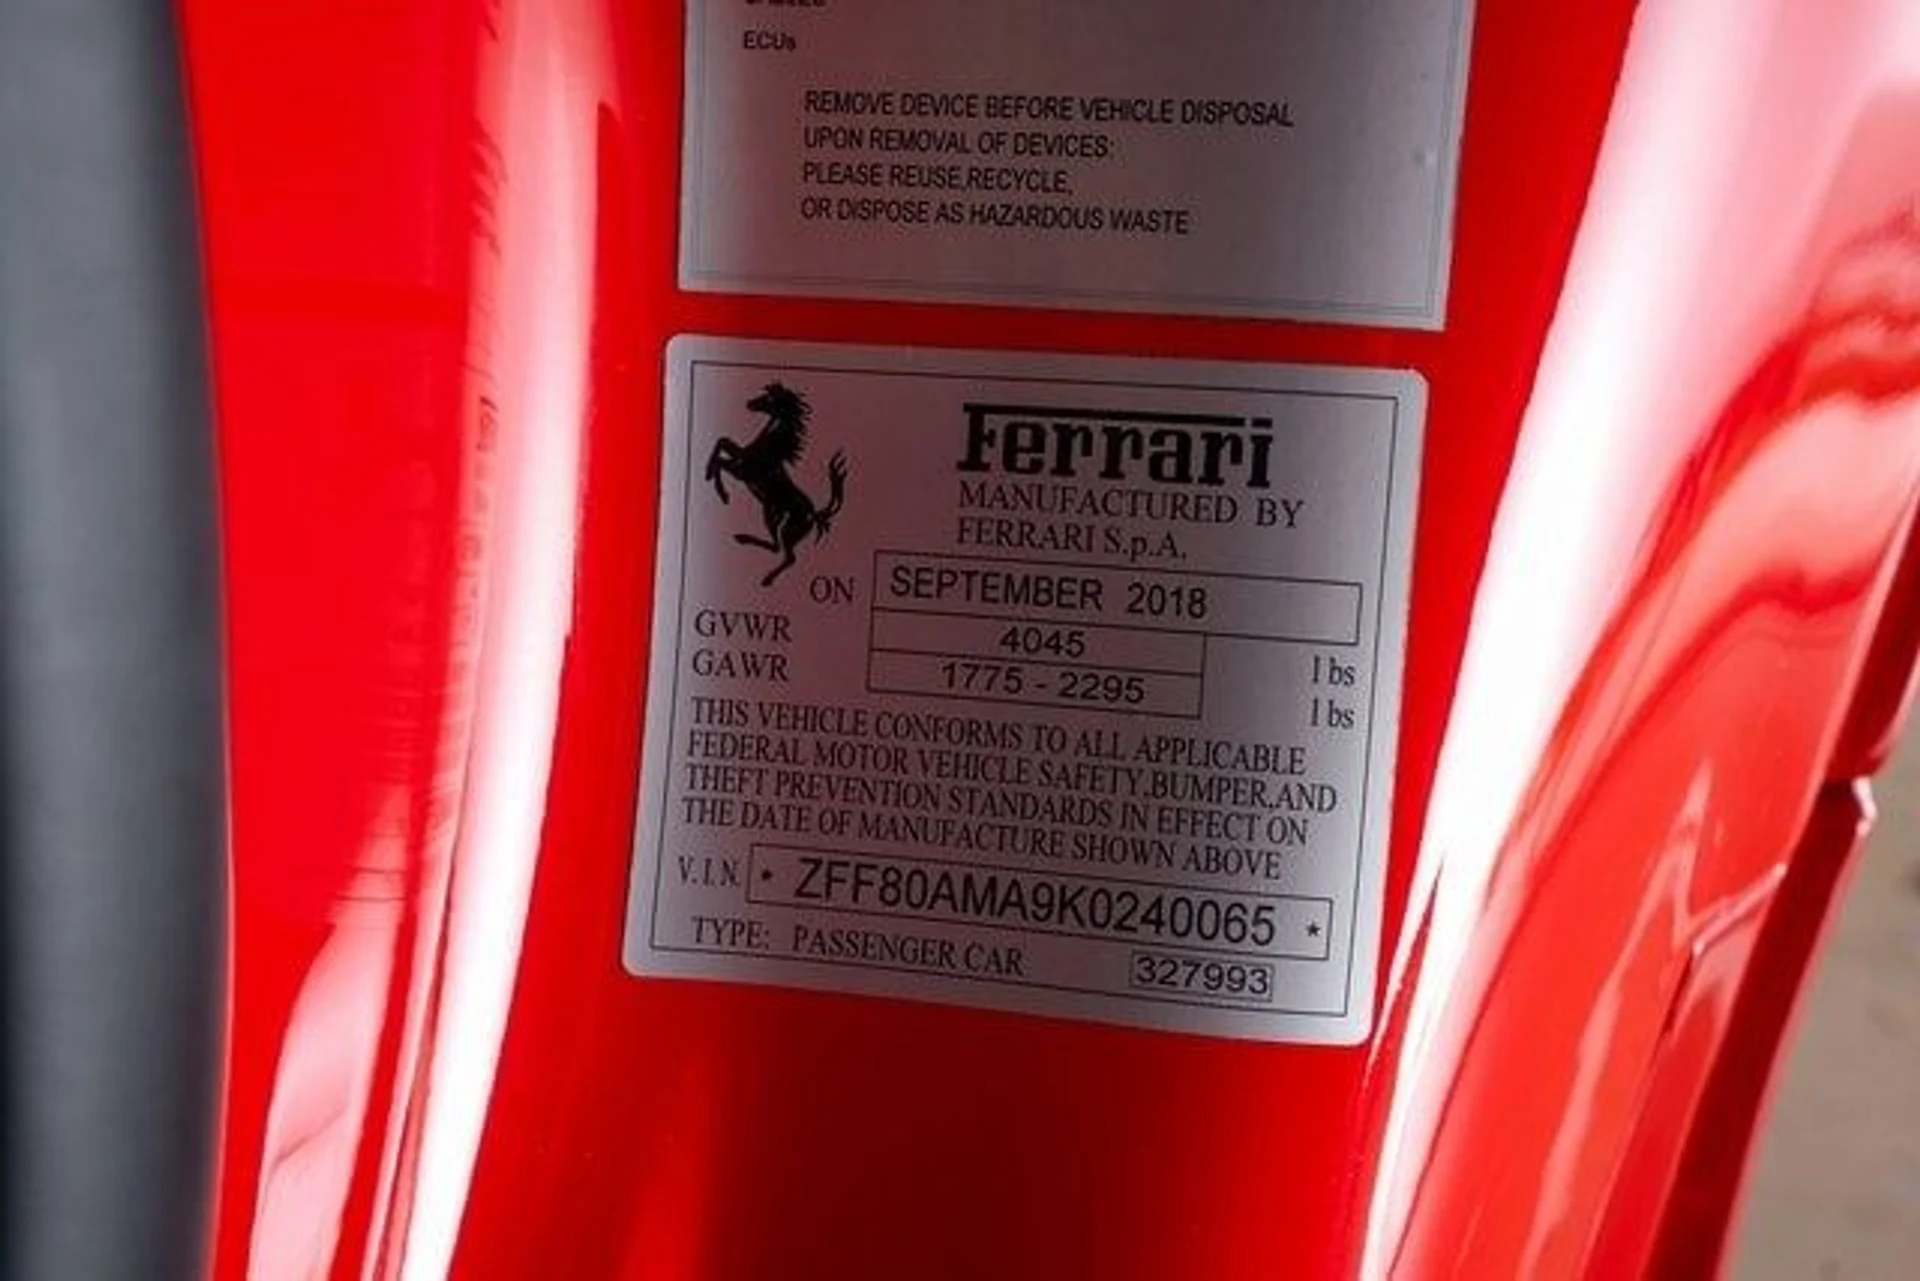 ECUs
REMOVE DEVICE BEFORE VEHICLE DISPOSAL
UPON REMOVAL OF DEVICES:
PLEASE REUSE,RECYCLE,
OR DISPOSE AS HAZARDOUS WASTE
Ferrari
MANUFACTURED BY
FERRARI S.p.A.
ON SEPTEMBER 2018
GVWR 4045 lbs
GAWR 1775 - 2295 lbs
THIS VEHICLE CONFORMS TO ALL APPLICABLE
FEDERAL MOTOR VEHICLE SAFETY.BUMPER.AND
THEFT PREVENTION STANDARDS IN EFFECT ON
THE DATE OF MANUFACTURE SHOWN ABOVE
V.I.N. * ZFF80AMA9K0240065 *
TYPE: PASSENGER CAR 327993